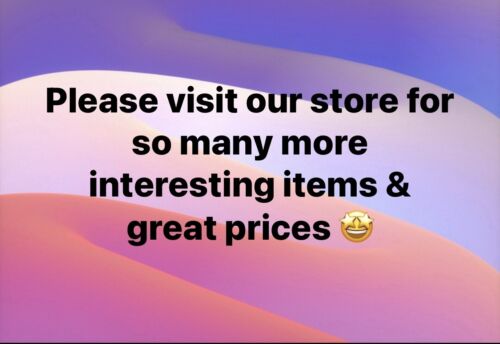 Please visit our store for
so many more
interesting items &
great prices 🤩